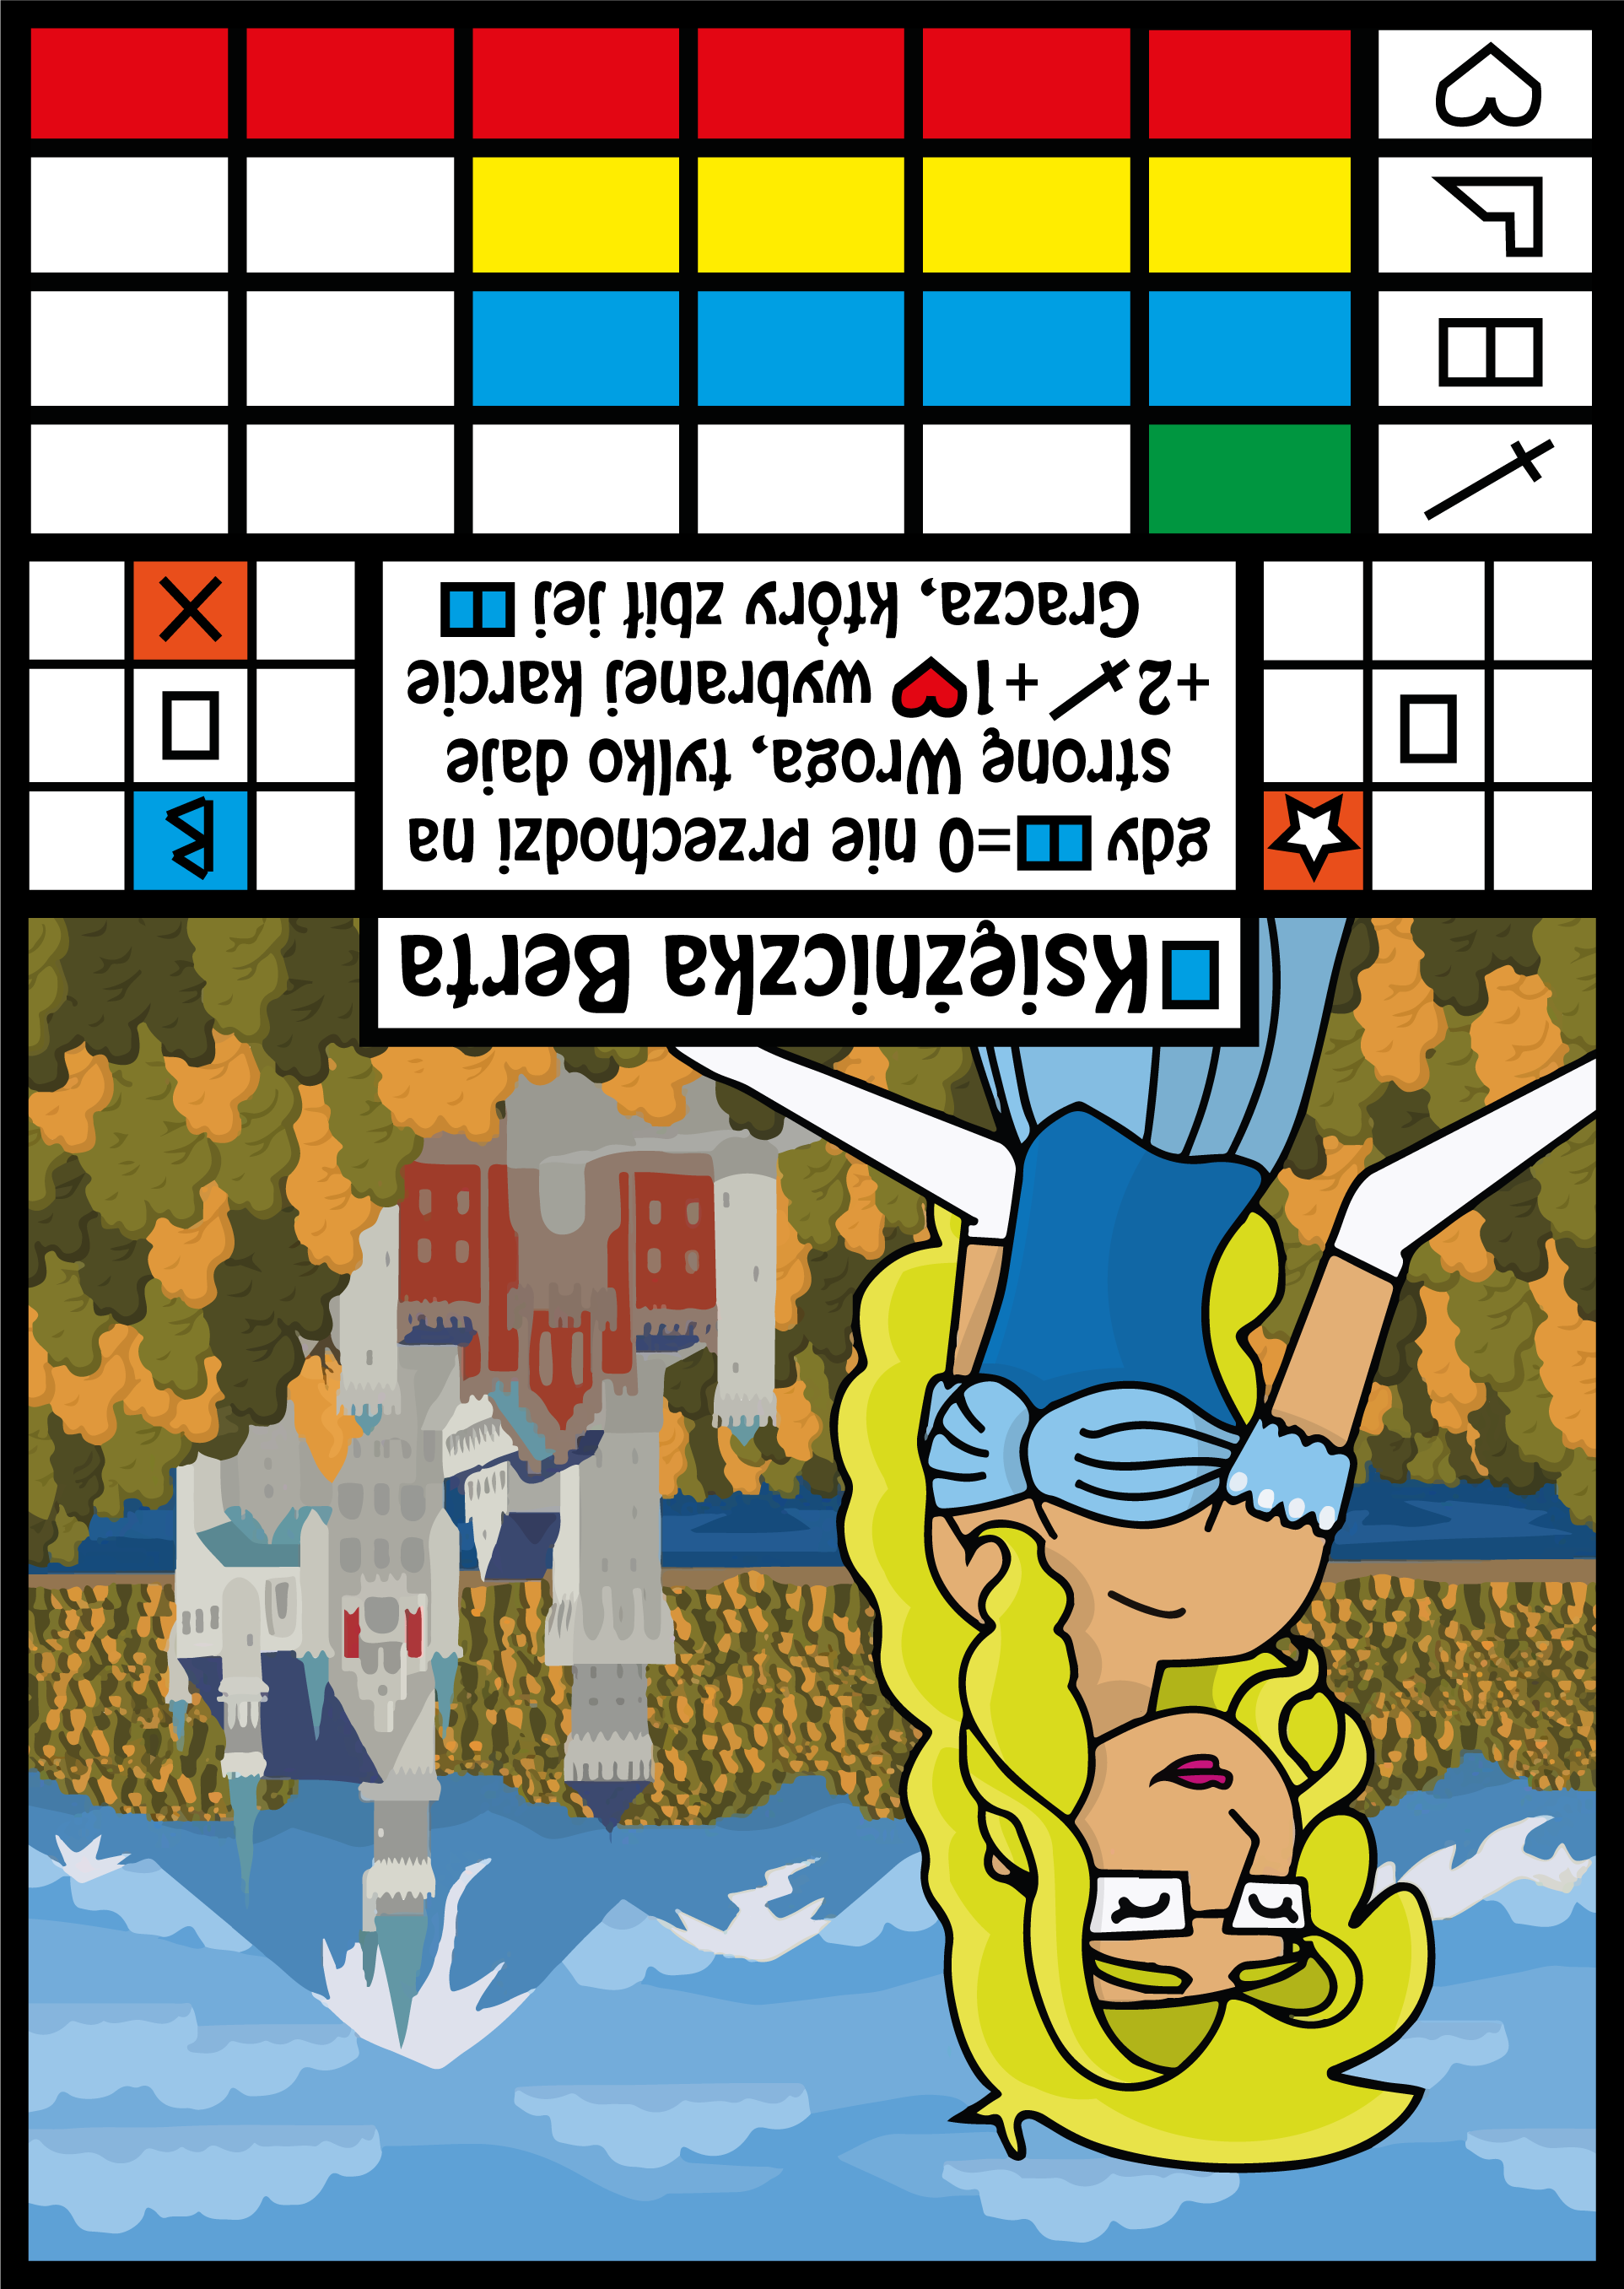 Księżniczka Berta
gdy =0 nie przechodzi na
stronę wroga, tylko daje
+2 +1 wybranej karcie
Gracza, który zbił jej